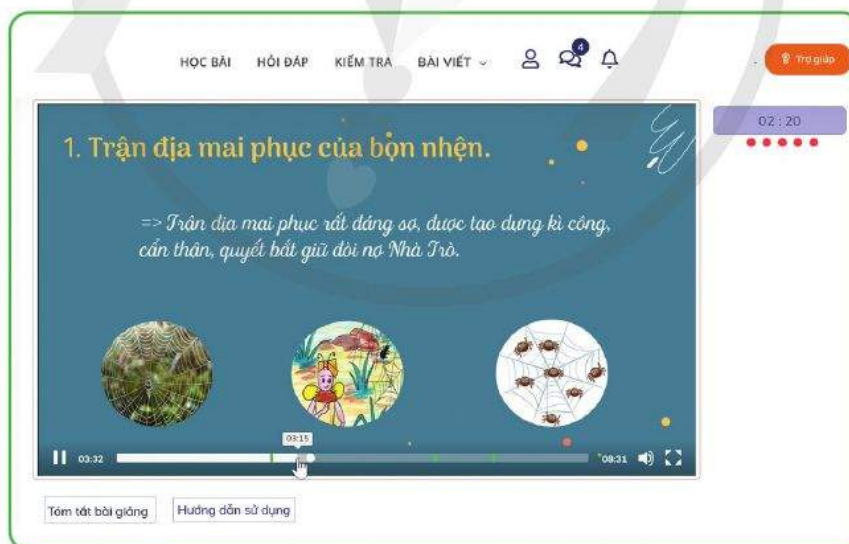 HỌC BÀI HỎI ĐÁP KIỂM TRA BÀI VIẾT 4
Trợ giúp
02 : 20
1. Trận địa mai phục của bọn nhện.
=> Trận địa mai phục rất đáng sợ, được tạo dựng kì công,
cẩn thận, quyết bắt giữ đòi nợ Nhà Trò.
03:15
03:32 08:31
Tóm tắt bài giảng Hướng dẫn sử dụng